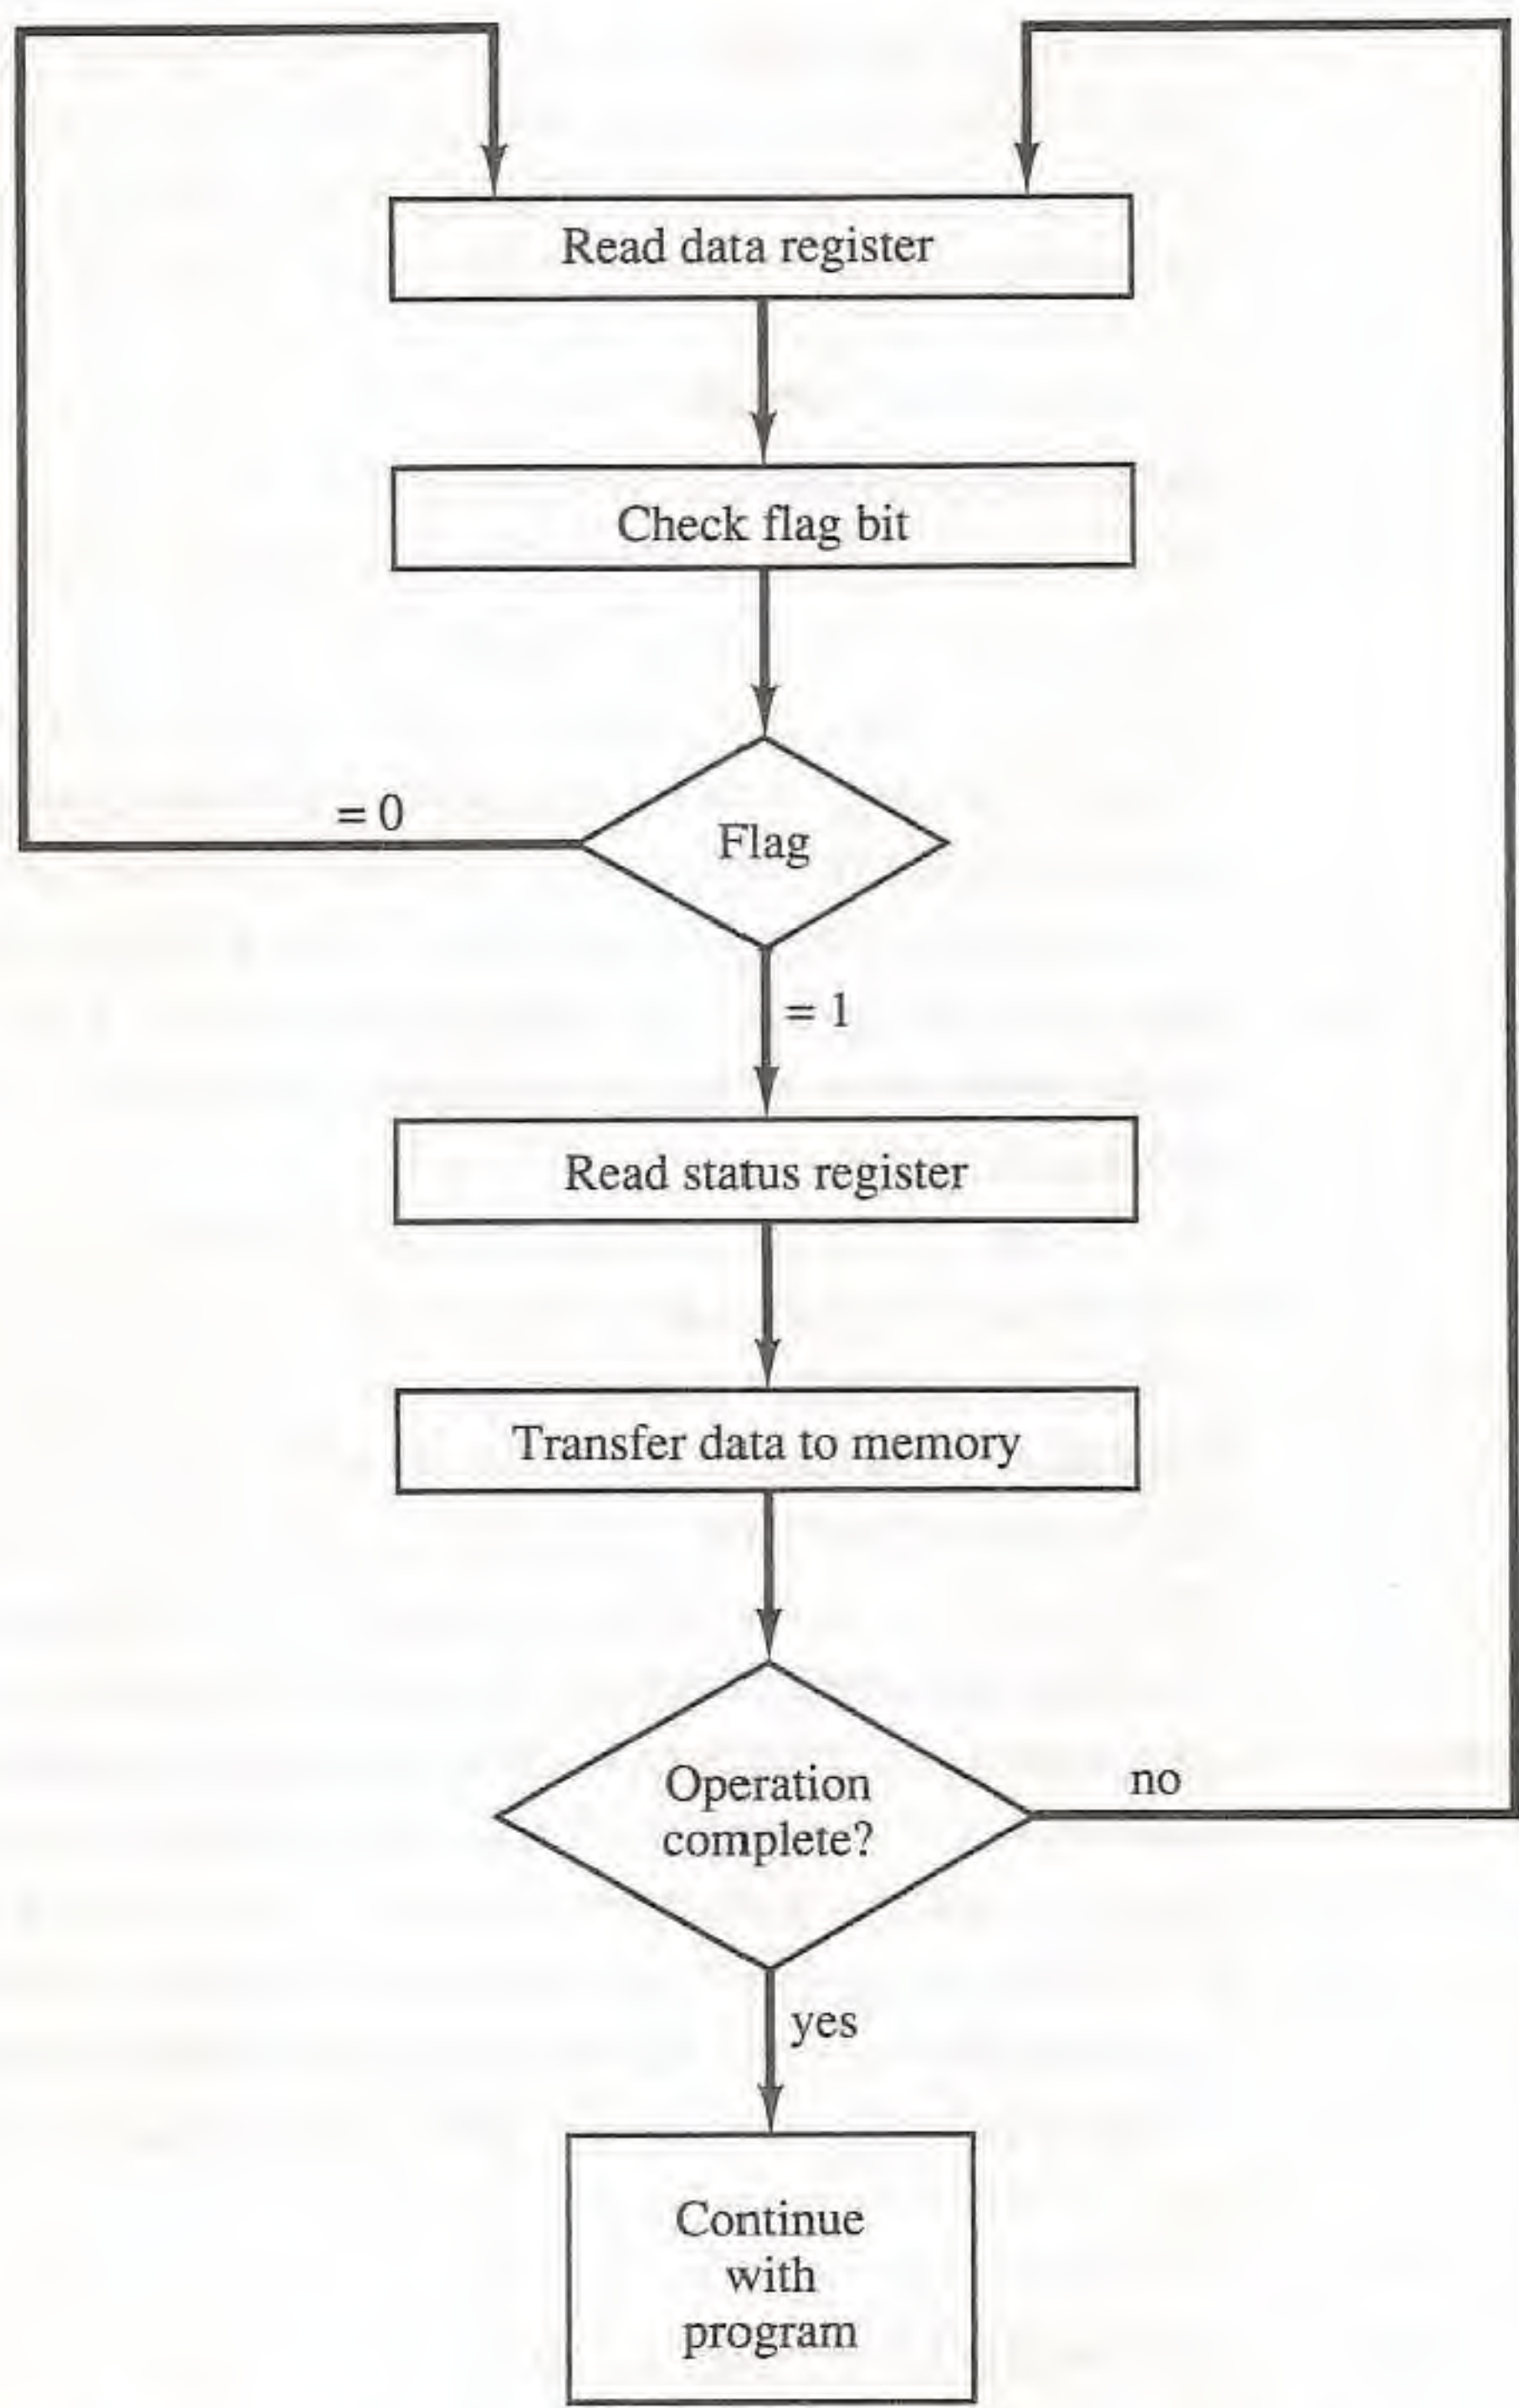 Read data register
Check flag bit
= 0
Flag
= 1
Read status register
Transfer data to memory
Operation
complete?
no
yes
Continue
with
program